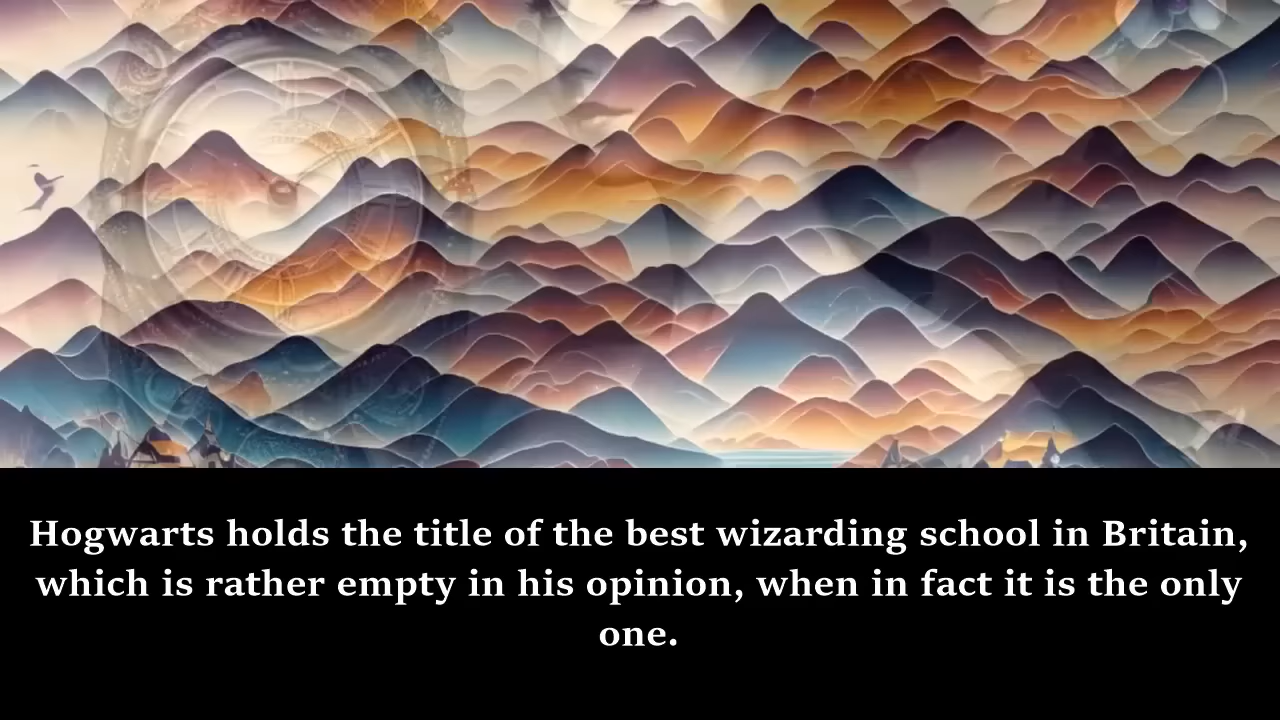 Hogwarts holds the title of the best wizarding school in Britain,
which is rather empty in his opinion, when in fact it is the only
one.